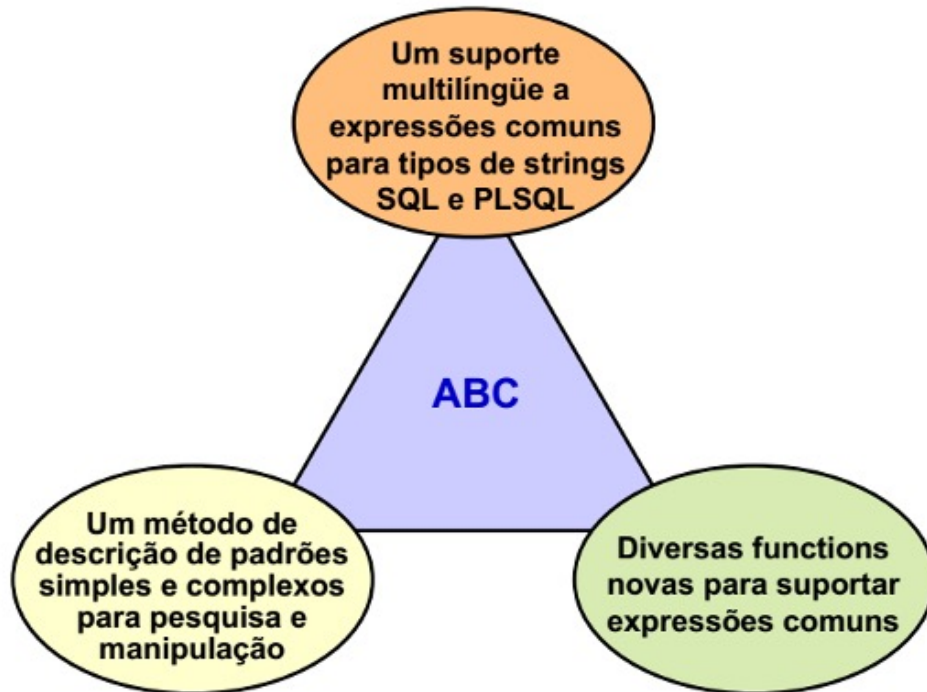 Um suporte
multilíngüe a
expressões comuns
para tipos de strings
SQL e PLSQL
ABC
Um método de
descrição de padrões
simples e complexos
para pesquisa e
manipulação
Diversas functions
novas para suportar
expressões comuns